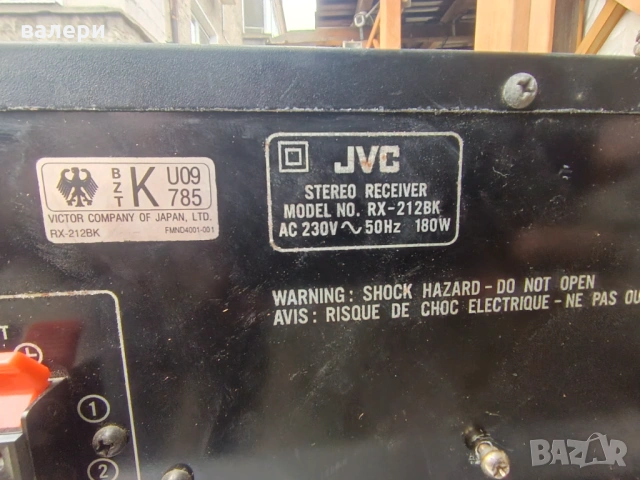 валери
BZT K U09 785
VICTOR COMPANY OF JAPAN, LTD.
RX-212BK FMND4001-001
JVC
STEREO RECEIVER
MODEL NO. RX-212BK
AC 230V ~ 50Hz 180W
WARNING: SHOCK HAZARD - DO NOT OPEN
AVIS: RISQUE DE CHOC ELECTRIQUE - NE PAS OU
T
+
1
2
BAZAR